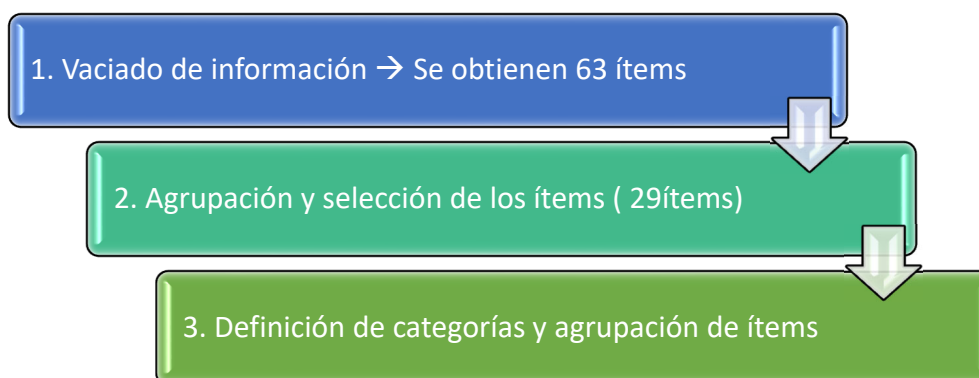 1. Vaciado de información → Se obtienen 63 ítems
2. Agrupación y selección de los ítems ( 29ítems)
3. Definición de categorías y agrupación de ítems